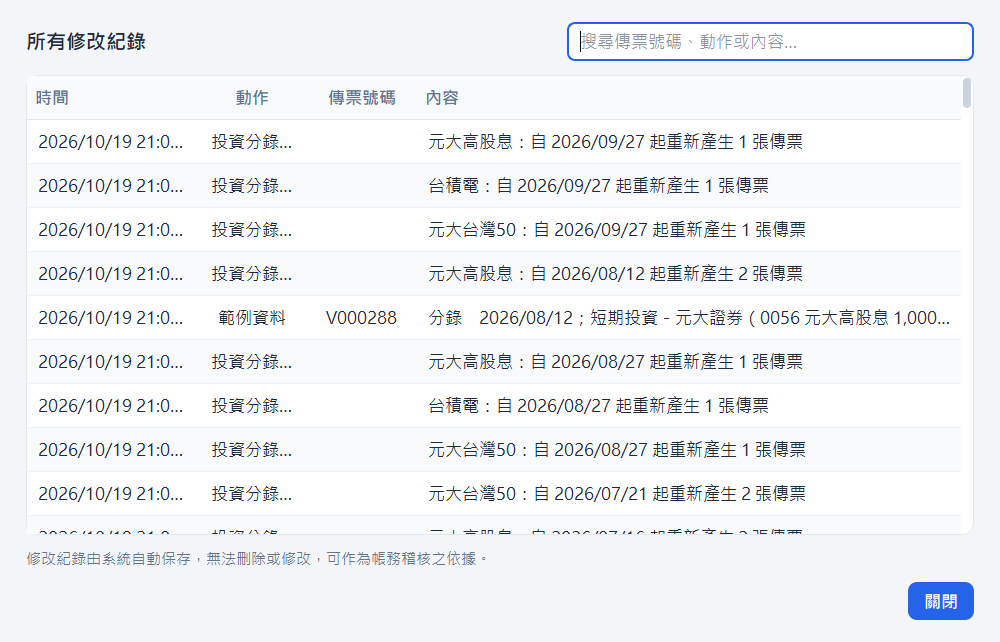 所有修改紀錄
搜尋傳票號碼、動作或內容...
時間 動作 傳票號碼 內容
2026/10/19 21:0... 投資分錄... 元大高股息：自 2026/09/27 起重新產生 1 張傳票
2026/10/19 21:0... 投資分錄... 台積電：自 2026/09/27 起重新產生 1 張傳票
2026/10/19 21:0... 投資分錄... 元大台灣50：自 2026/09/27 起重新產生 1 張傳票
2026/10/19 21:0... 投資分錄... 元大高股息：自 2026/08/12 起重新產生 2 張傳票
2026/10/19 21:0... 範例資料 V000288 分錄　2026/08/12；短期投資 - 元大證券（0056 元大高股息 1,000...
2026/10/19 21:0... 投資分錄... 元大高股息：自 2026/08/27 起重新產生 1 張傳票
2026/10/19 21:0... 投資分錄... 台積電：自 2026/08/27 起重新產生 1 張傳票
2026/10/19 21:0... 投資分錄... 元大台灣50：自 2026/08/27 起重新產生 1 張傳票
2026/10/19 21:0... 投資分錄... 元大台灣50：自 2026/07/21 起重新產生 2 張傳票
修改紀錄由系統自動保存，無法刪除或修改，可作為帳務稽核之依據。
關閉